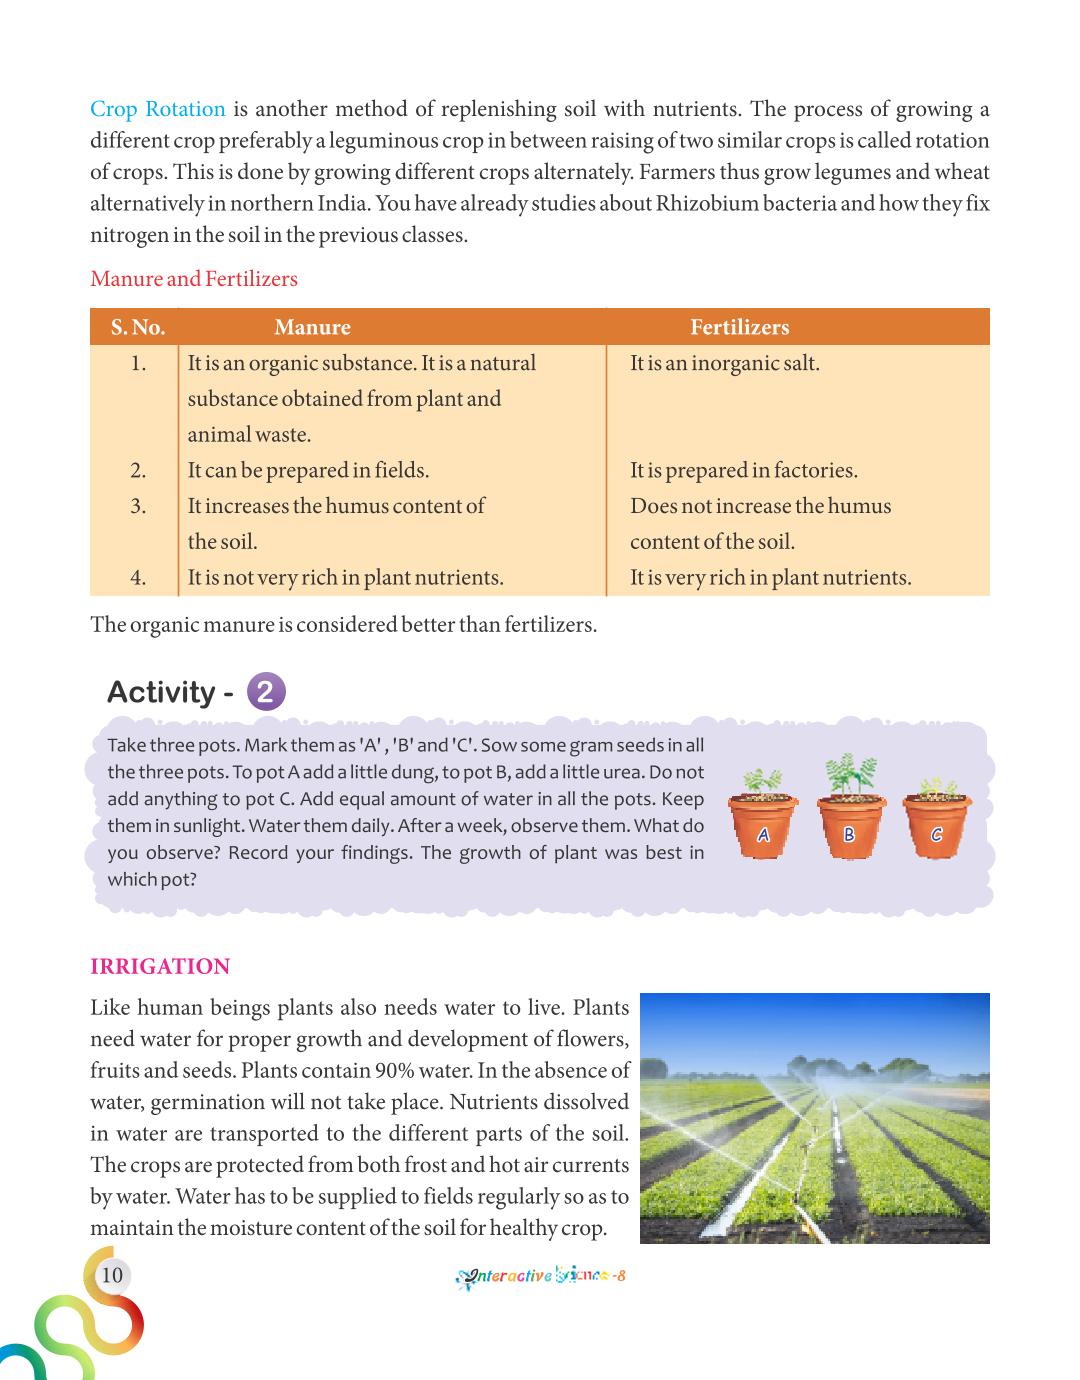 Crop Rotation is another method of replenishing soil with nutrients. The process of growing a
different crop preferably a leguminous crop in between raising of two similar crops is called rotation
of crops. This is done by growing different crops alternately. Farmers thus grow legumes and wheat
alternatively in northern India. You have already studies about Rhizobium bacteria and how they fix
nitrogen in the soil in the previous classes.
Manure and Fertilizers
S. No. Manure Fertilizers
1. It is an organic substance. It is a natural It is an inorganic salt.
substance obtained from plant and
animal waste.
2. It can be prepared in fields. It is prepared in factories.
3. It increases the humus content of Does not increase the humus
the soil. content of the soil.
4. It is not very rich in plant nutrients. It is very rich in plant nutrients.
The organic manure is considered better than fertilizers.
Activity - 2
Take three pots. Mark them as 'A' , 'B' and 'C'. Sow some gram seeds in all
the three pots. To pot A add a little dung, to pot B, add a little urea. Do not
add anything to pot C. Add equal amount of water in all the pots. Keep
them in sunlight. Water them daily. After a week, observe them. What do
you observe? Record your findings. The growth of plant was best in
which pot?
A B C
IRRIGATION
Like human beings plants also needs water to live. Plants
need water for proper growth and development of flowers,
fruits and seeds. Plants contain 90% water. In the absence of
water, germination will not take place. Nutrients dissolved
in water are transported to the different parts of the soil.
The crops are protected from both frost and hot air currents
by water. Water has to be supplied to fields regularly so as to
maintain the moisture content of the soil for healthy crop.
10
Interactive Science -8